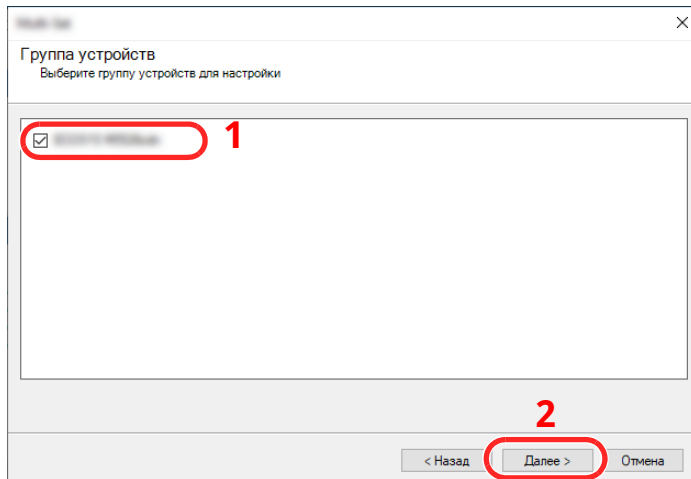 Группа устройств
Выберите группу устройств для настройки
1
2
< Назад
Далее >
Отмена